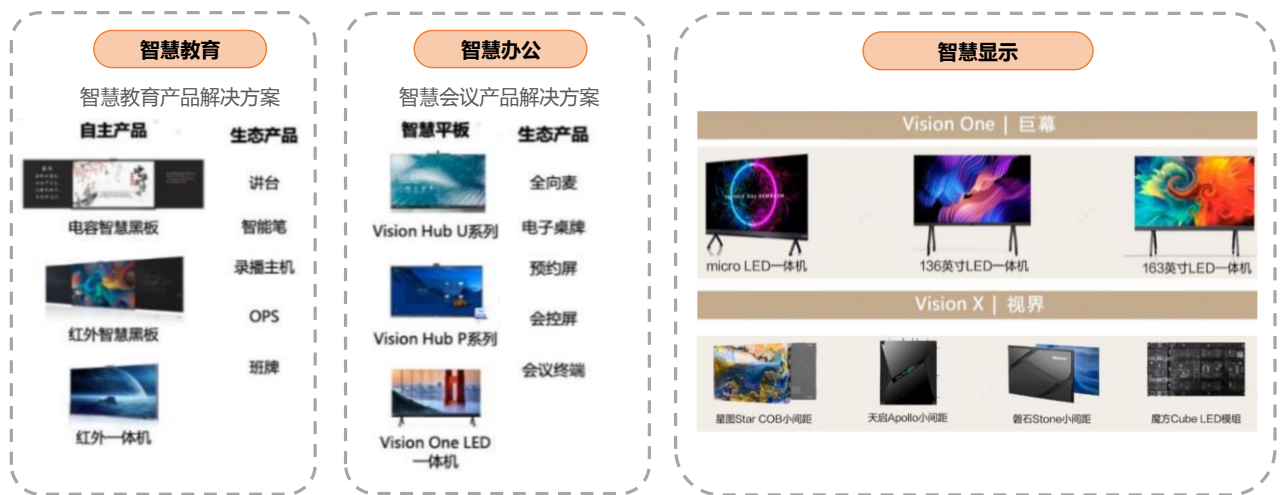 智慧教育
智慧教育产品解决方案
自主产品
生态产品
电容智慧黑板
红外智慧黑板
红外一体机
讲台
智能笔
录播主机
OPS
班牌
智慧办公
智慧会议产品解决方案
智慧平板
生态产品
Vision Hub U系列
Vision Hub P系列
Vision One LED
一体机
全向麦
电子桌牌
预约屏
会控屏
会议终端
智慧显示
Vision One | 巨幕
micro LED一体机
136英寸LED一体机
163英寸LED一体机
Vision X | 视界
星图Star COB小间距
天启Apollo小间距
磐石Stone小间距
魔方Cube LED模组